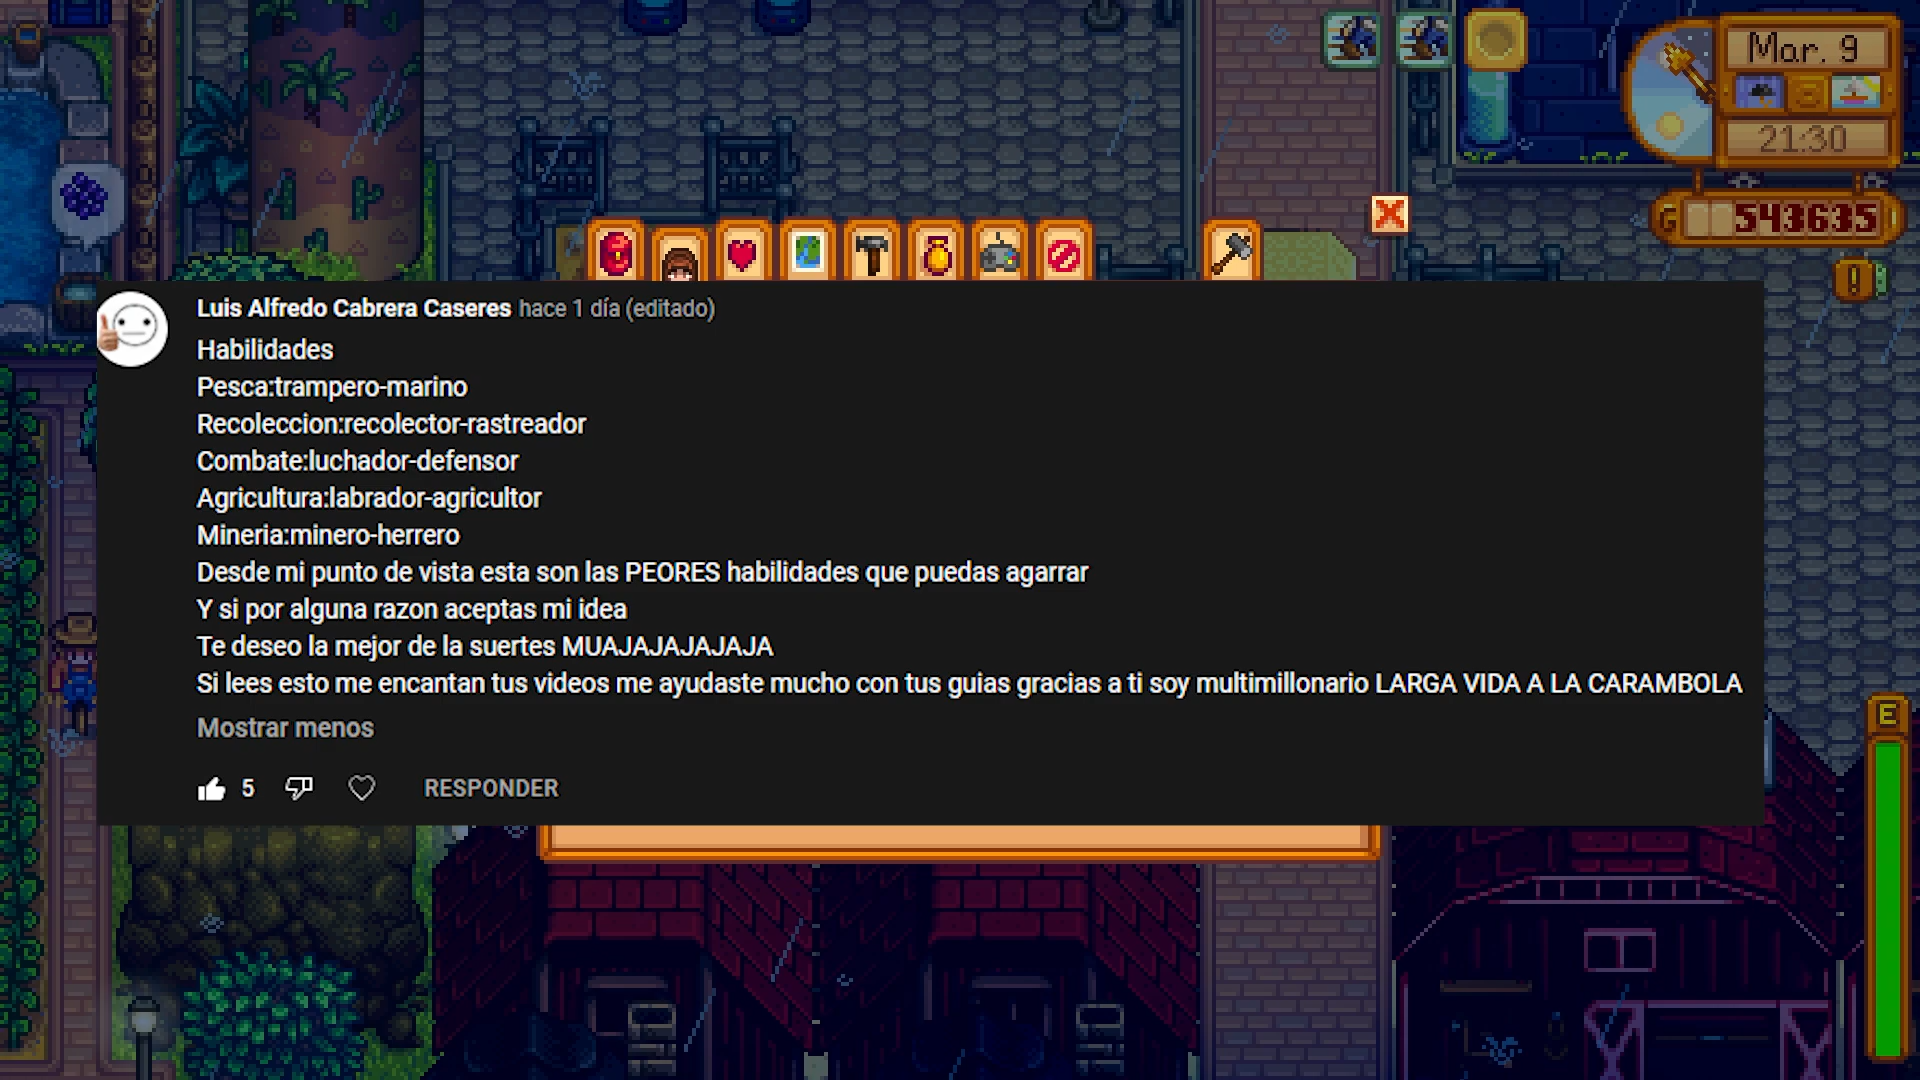 Mar. 9
21:30
543635
Luis Alfredo Cabrera Caseres hace 1 día (editado)
Habilidades
Pesca:trampero-marino
Recoleccion:recolector-rastreador
Combate:luchador-defensor
Agricultura:labrador-agricultor
Mineria:minero-herrero
Desde mi punto de vista esta son las PEORES habilidades que puedas agarrar
Y si por alguna razon aceptas mi idea
Te deseo la mejor de la suertes MUAJAJAJAJAJA
Si lees esto me encantan tus videos me ayudaste mucho con tus guias gracias a ti soy multimillonario LARGA VIDA A LA CARAMBOLA
Mostrar menos
5 RESPONDER
E